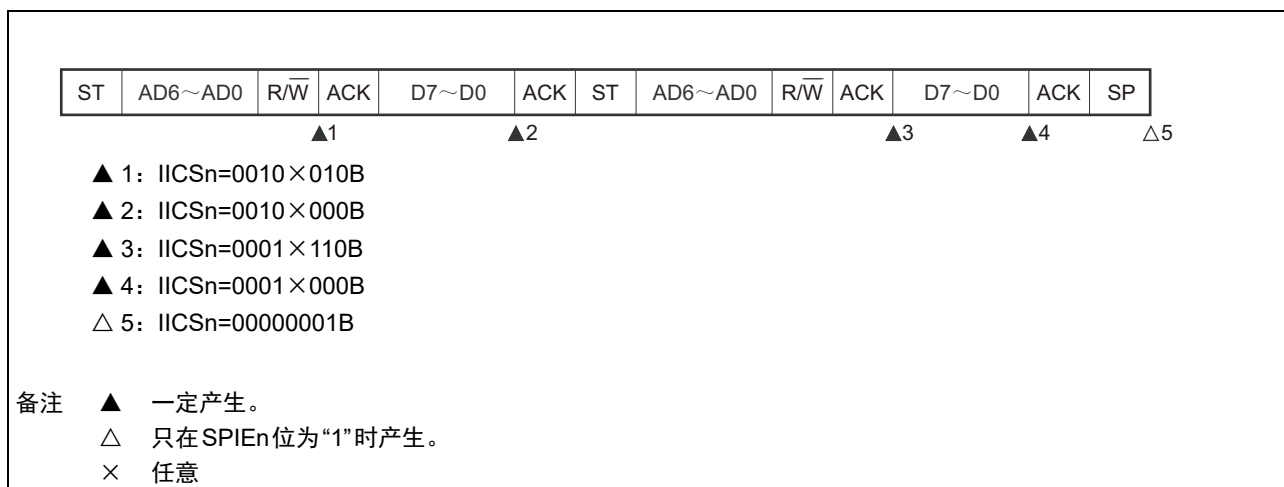 ST AD6～AD0 R/W̅ ACK D7～D0 ACK ST AD6～AD0 R/W̅ ACK D7～D0 ACK SP
▲1 ▲2 ▲3 ▲4 △5
▲ 1：IICSn=0010×010B
▲ 2：IICSn=0010×000B
▲ 3：IICSn=0001×110B
▲ 4：IICSn=0001×000B
△ 5：IICSn=00000001B
备注 ▲ 一定产生。
△ 只在SPIEn位为“1”时产生。
× 任意